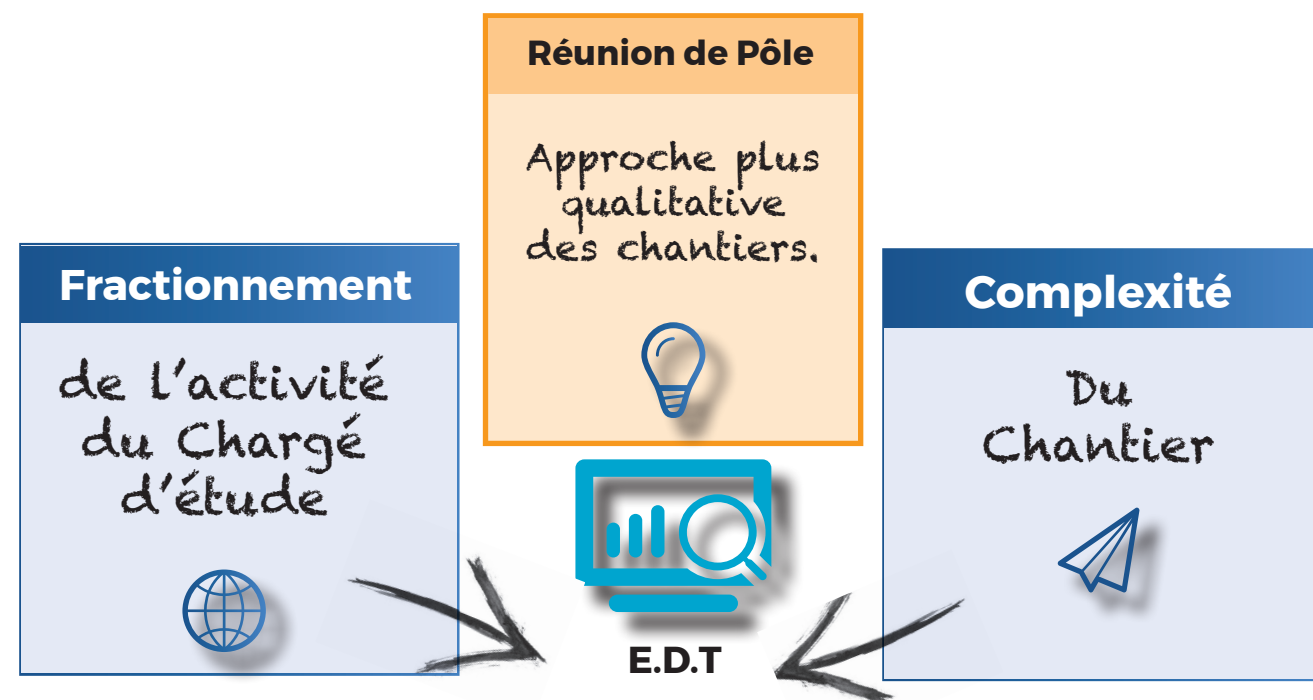 Réunion de Pôle
Approche plus
qualitative
des chantiers.
Fractionnement
de l'activité
du Chargé
d'étude
Complexité
Du
Chantier
E.D.T